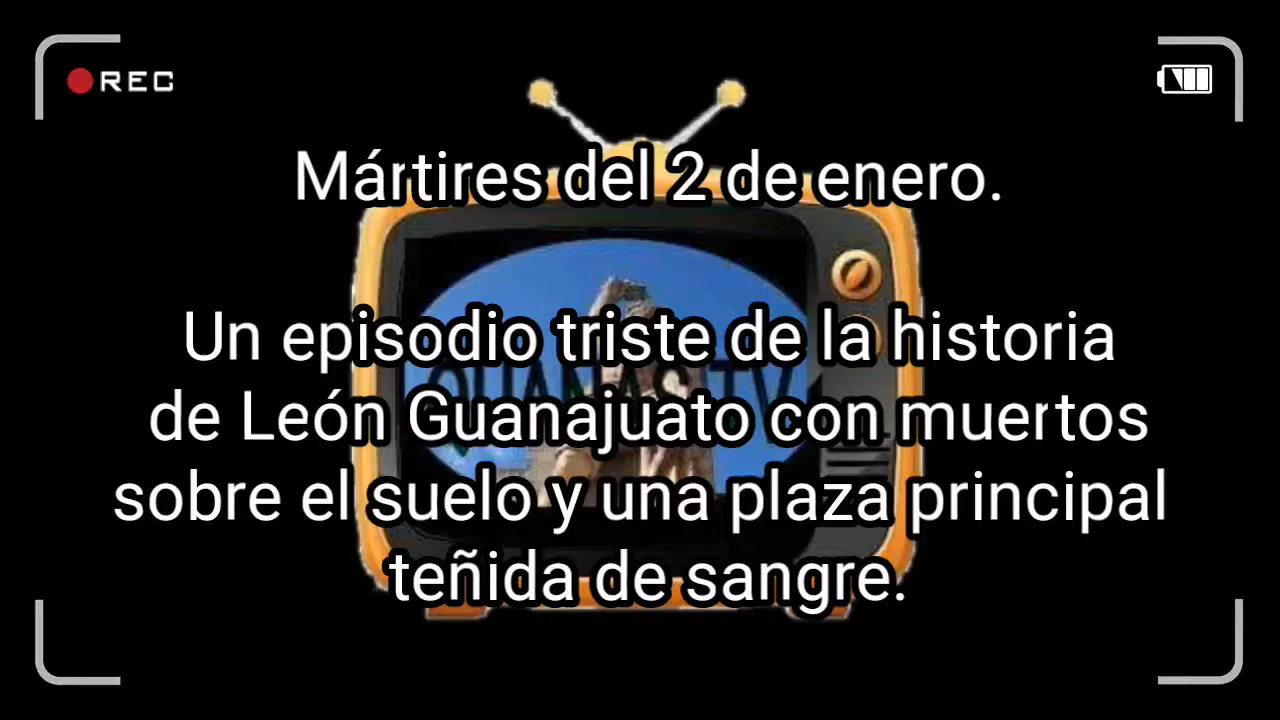 REC
Mártires del 2 de enero.
Un episodio triste de la historia
de León Guanajuato con muertos
sobre el suelo y una plaza principal
teñida de sangre.